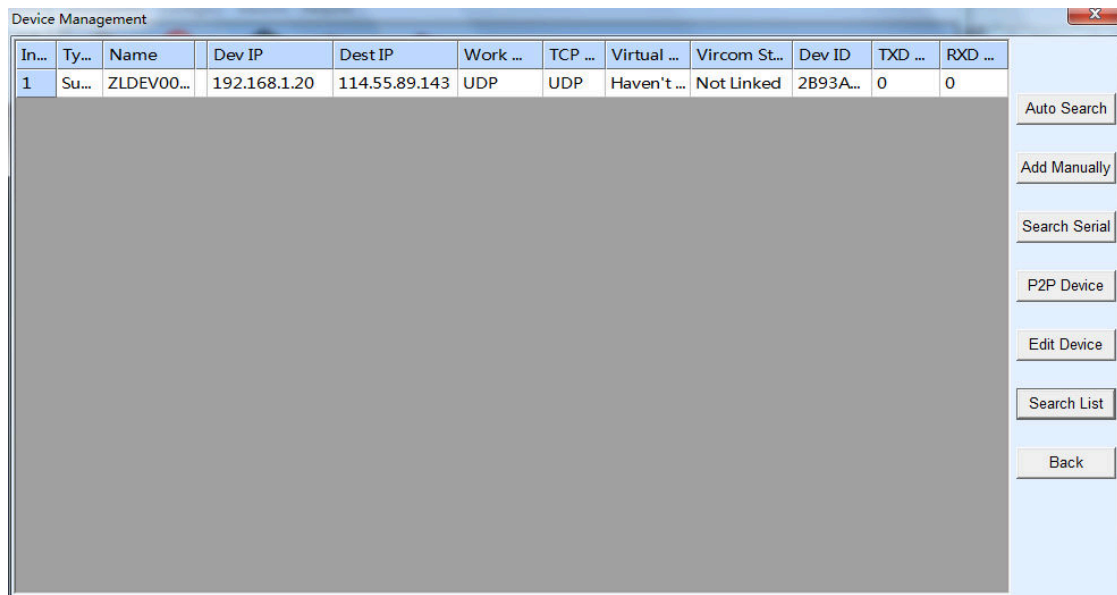 Device Management
In... Ty... Name Dev IP Dest IP Work ... TCP ... Virtual ... Vircom St... Dev ID TXD ... RXD ...
1 Su... ZLDEV00... 192.168.1.20 114.55.89.143 UDP UDP Haven't ... Not Linked 2B93A... 0 0
Auto Search
Add Manually
Search Serial
P2P Device
Edit Device
Search List
Back